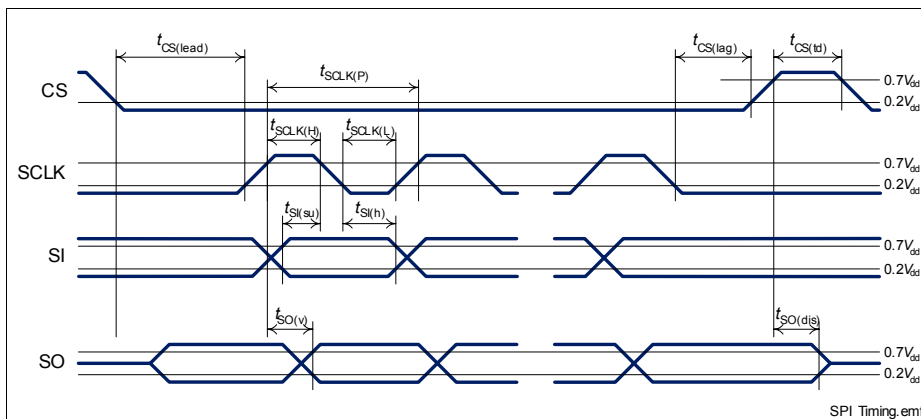 tCS(lead) tCS(lag) tCS(td)
tSCLK(P)
CS 0.7Vdd
0.2Vdd
tSCLK(H) tSCLK(L)
SCLK 0.7Vdd
0.2Vdd
tSI(su) tSI(h)
SI 0.7Vdd
0.2Vdd
tSO(v) tSO(dis)
SO 0.7Vdd
0.2Vdd
SPI Timing.emf